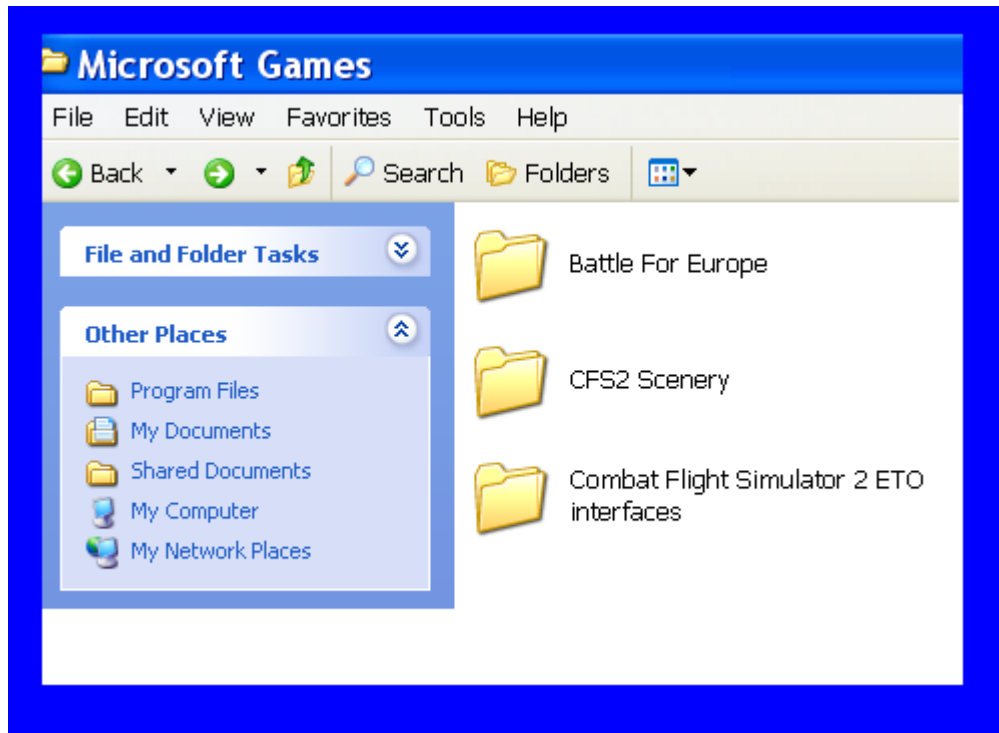 Microsoft Games
File Edit View Favorites Tools Help
Back Search Folders
File and Folder Tasks
Other Places
Program Files
My Documents
Shared Documents
My Computer
My Network Places
Battle For Europe
CFS2 Scenery
Combat Flight Simulator 2 ETO
interfaces